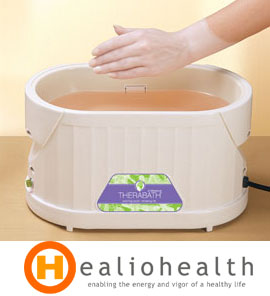 THERABATH
Healiohealth
enabling the energy and vigor of a healthy life